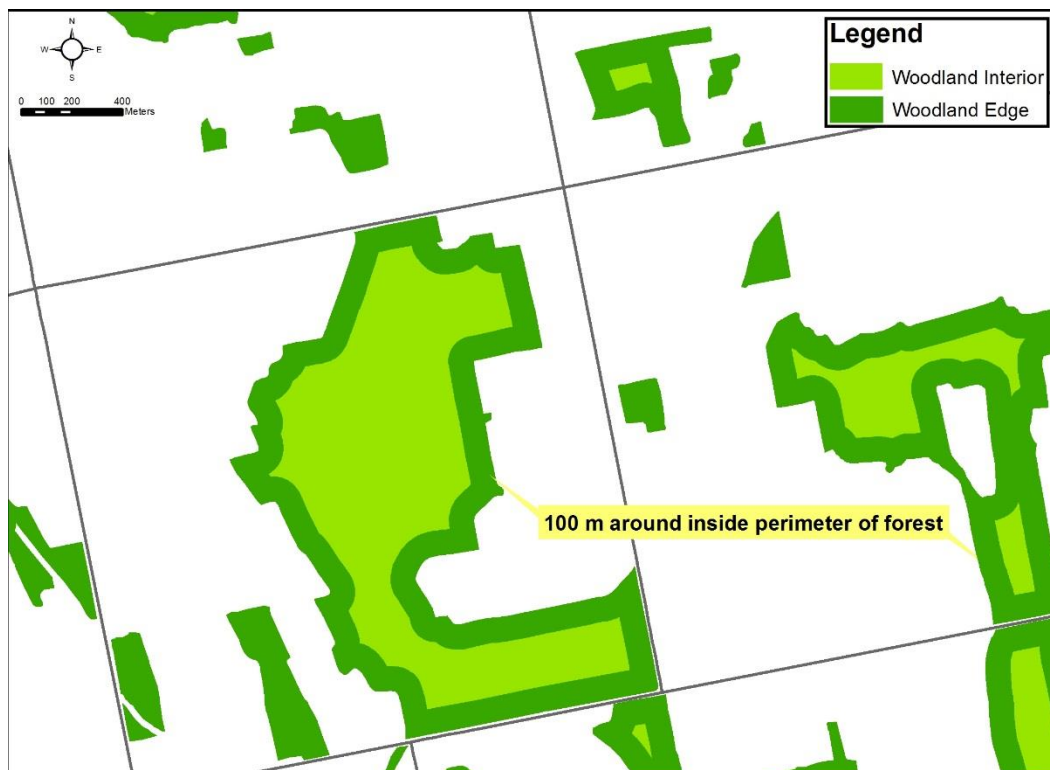 N
W E
S
0 100 200 400
Meters
Legend
Woodland Interior
Woodland Edge
100 m around inside perimeter of forest